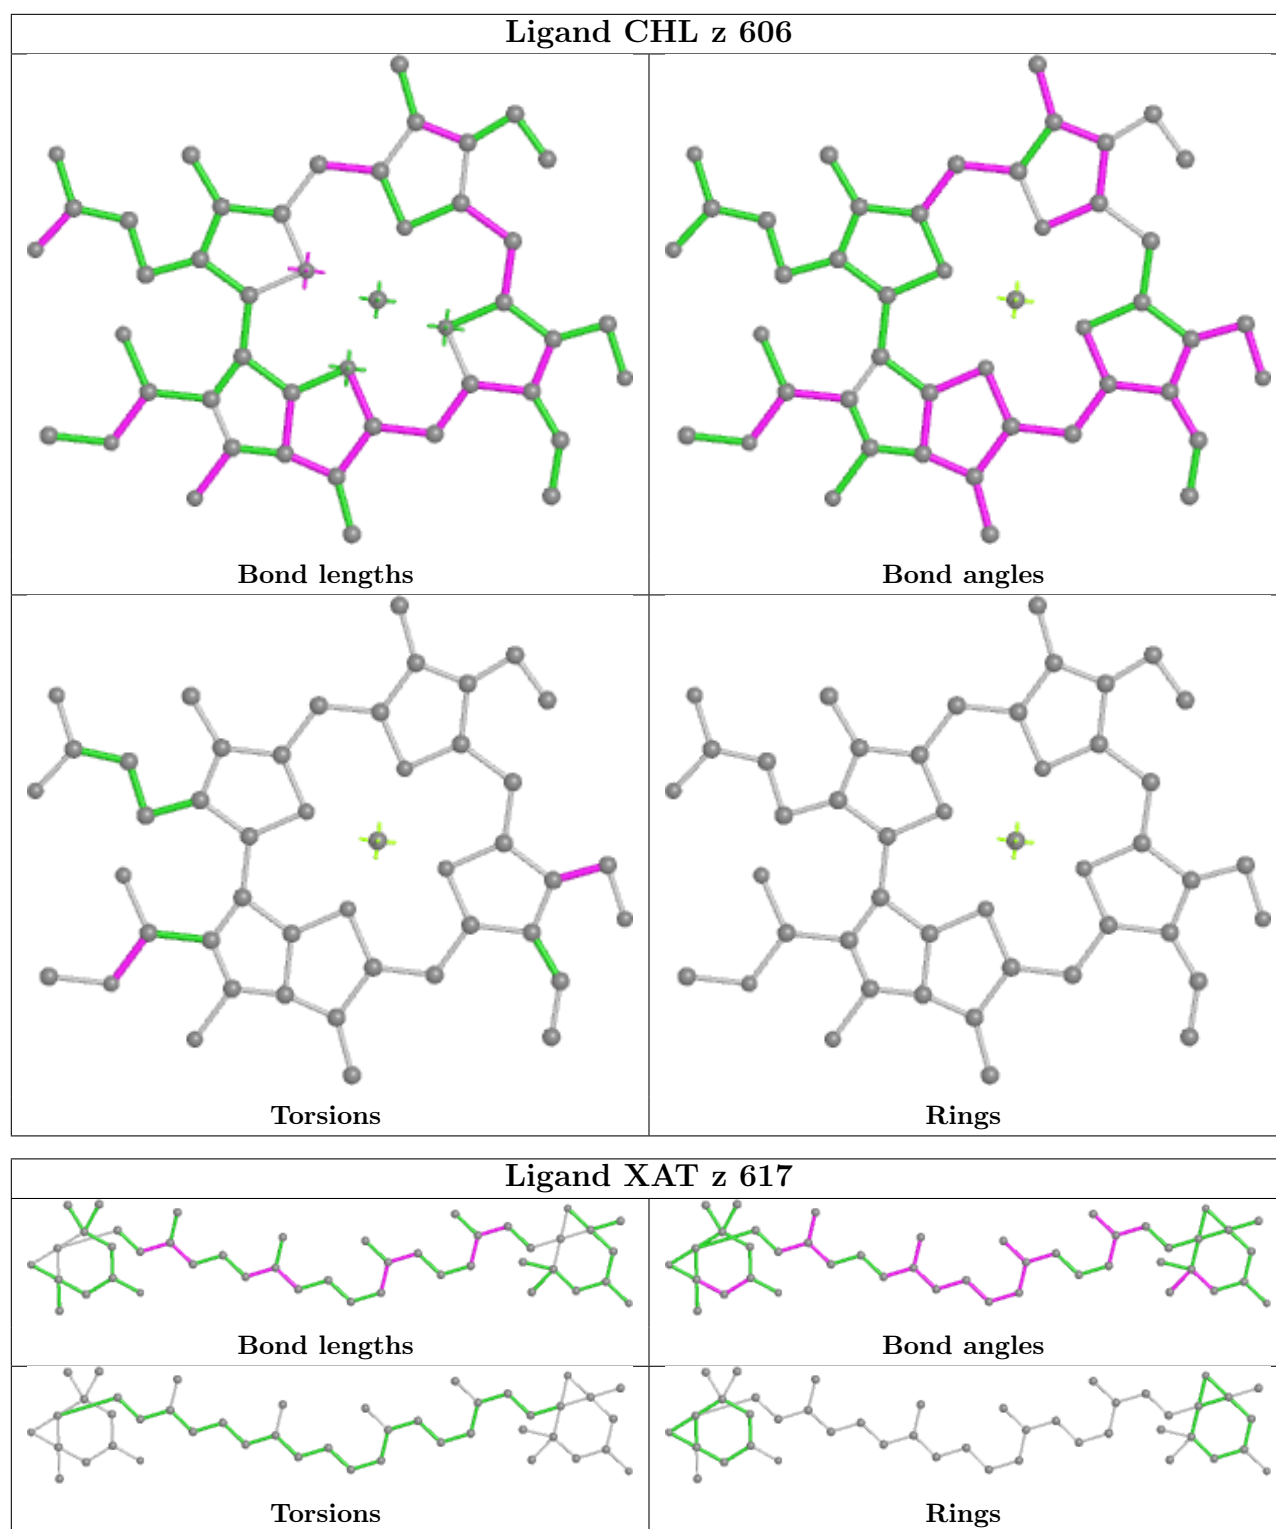 Ligand CHL z 606
Bond lengths
Bond angles
Torsions
Rings
Ligand XAT z 617
Bond lengths
Bond angles
Torsions
Rings